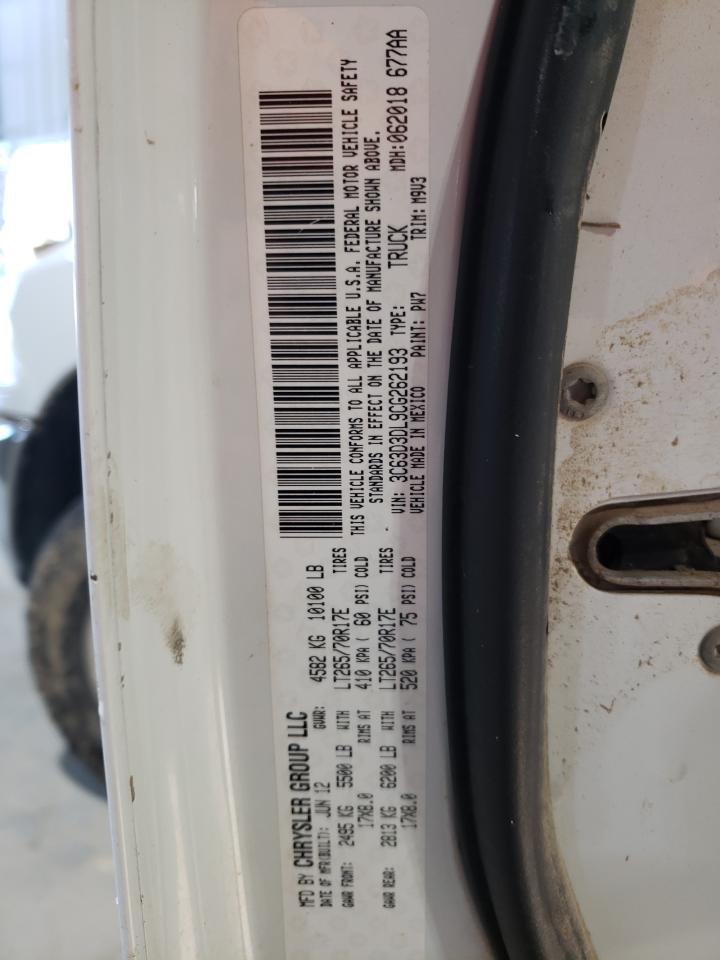 MFD BY CHRYSLER GROUP LLC
DATE OF MFR(BUILT): JUN 12 GVWR: 4582 KG 10100 LB
GAWR FRONT: 2495 KG 5500 LB WITH LT265/70R17E TIRES
17X8.0 RIMS AT 410 KPA ( 60 PSI) COLD
GAWR REAR: 2813 KG 6200 LB WITH LT265/70R17E TIRES
17X8.0 RIMS AT 520 KPA ( 75 PSI) COLD
THIS VEHICLE CONFORMS TO ALL APPLICABLE U.S.A. FEDERAL MOTOR VEHICLE SAFETY
STANDARDS IN EFFECT ON THE DATE OF MANUFACTURE SHOWN ABOVE.
VIN: 3C63D3DL9CG262193 TYPE: TRUCK MDH:062018 677AA
VEHICLE MADE IN MEXICO PAINT: PW7 TRIM: M9V3